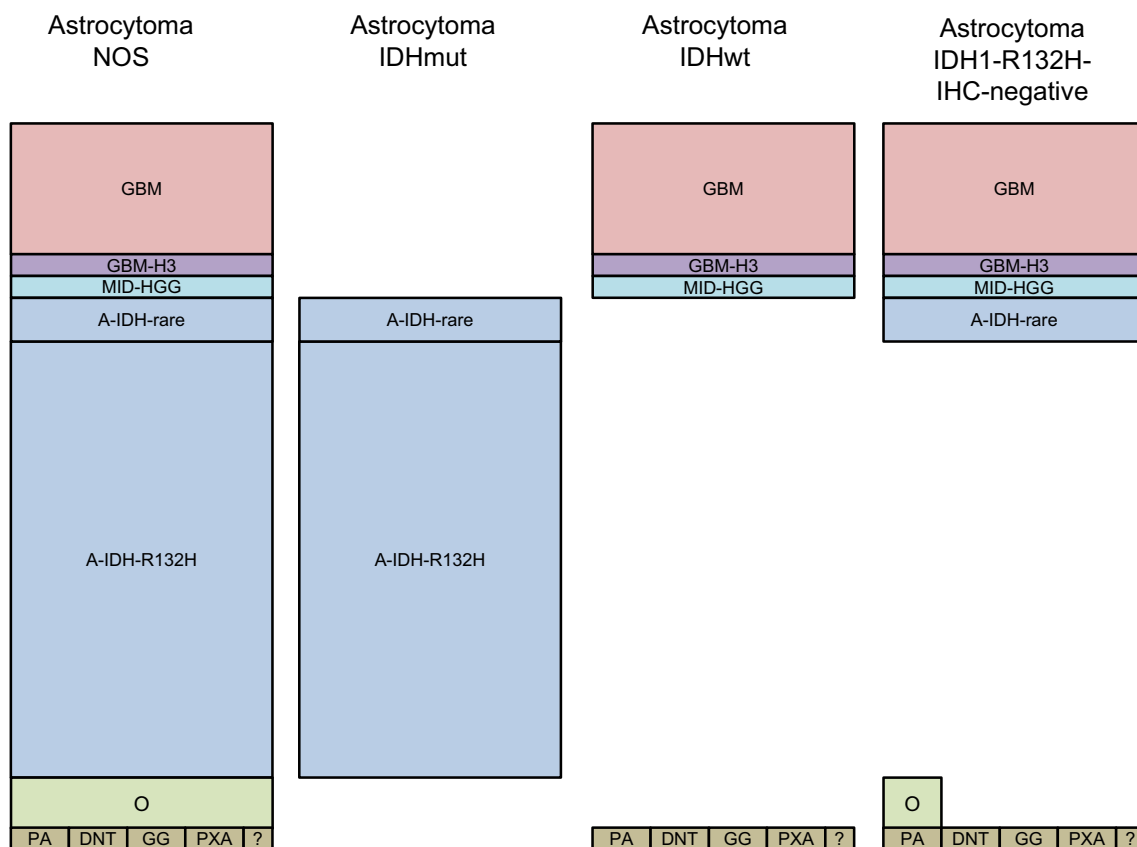 Astrocytoma
NOS
Astrocytoma
IDHmut
Astrocytoma
IDHwt
Astrocytoma
IDH1-R132H-
IHC-negative
GBM
GBM-H3
MID-HGG
A-IDH-rare
A-IDH-R132H
O
PA DNT GG PXA ?
A-IDH-rare
A-IDH-R132H
GBM
GBM-H3
MID-HGG
PA DNT GG PXA ?
GBM
GBM-H3
MID-HGG
A-IDH-rare
O
PA DNT GG PXA ?